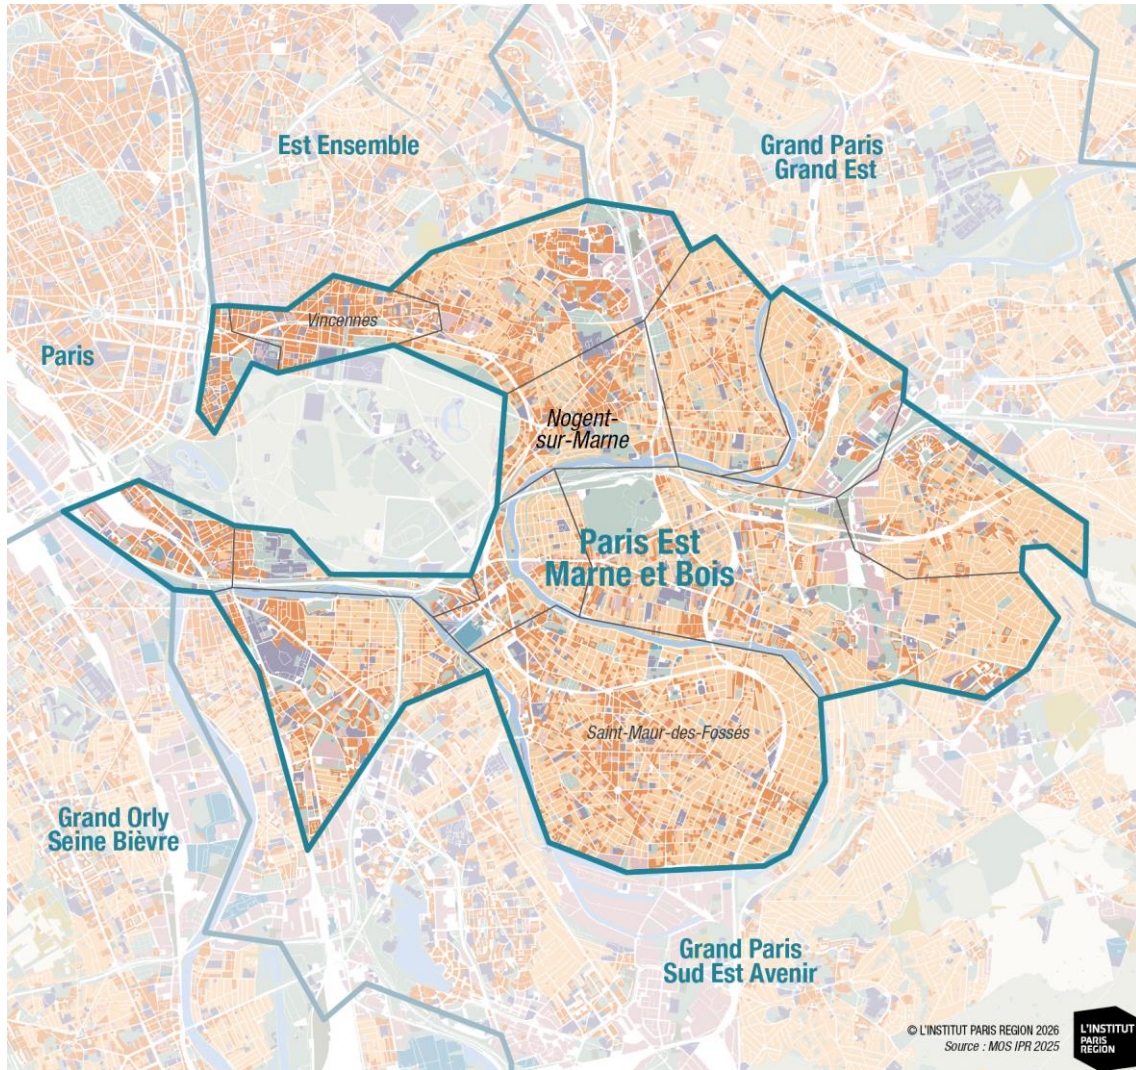 Est Ensemble
Grand Paris
Grand Est
Vincennes
Paris
Nogent-
sur-Marne
Paris Est
Marne et Bois
Saint-Maur-des-Fossés
Grand Orly
Seine Bièvre
Grand Paris
Sud Est Avenir
© L'INSTITUT PARIS REGION 2026
Source : MOS IPR 2025
L'INSTITUT
PARIS
REGION